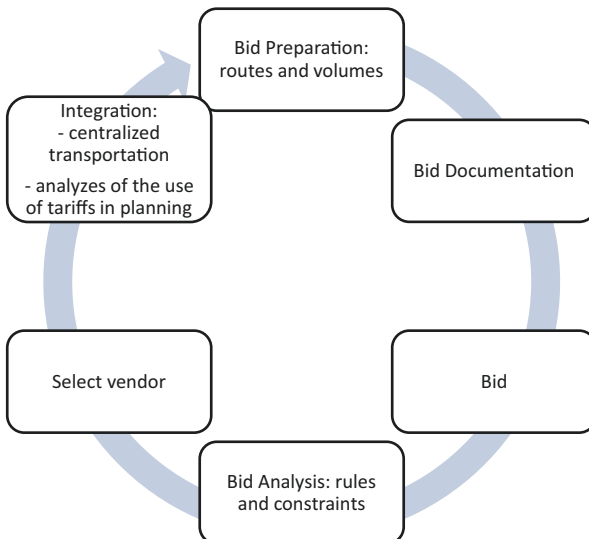 Bid Preparation:
routes and volumes
Bid Documentation
Bid
Bid Analysis: rules
and constraints
Select vendor
Integration:
- centralized
transportation
- analyzes of the use
of tariffs in planning